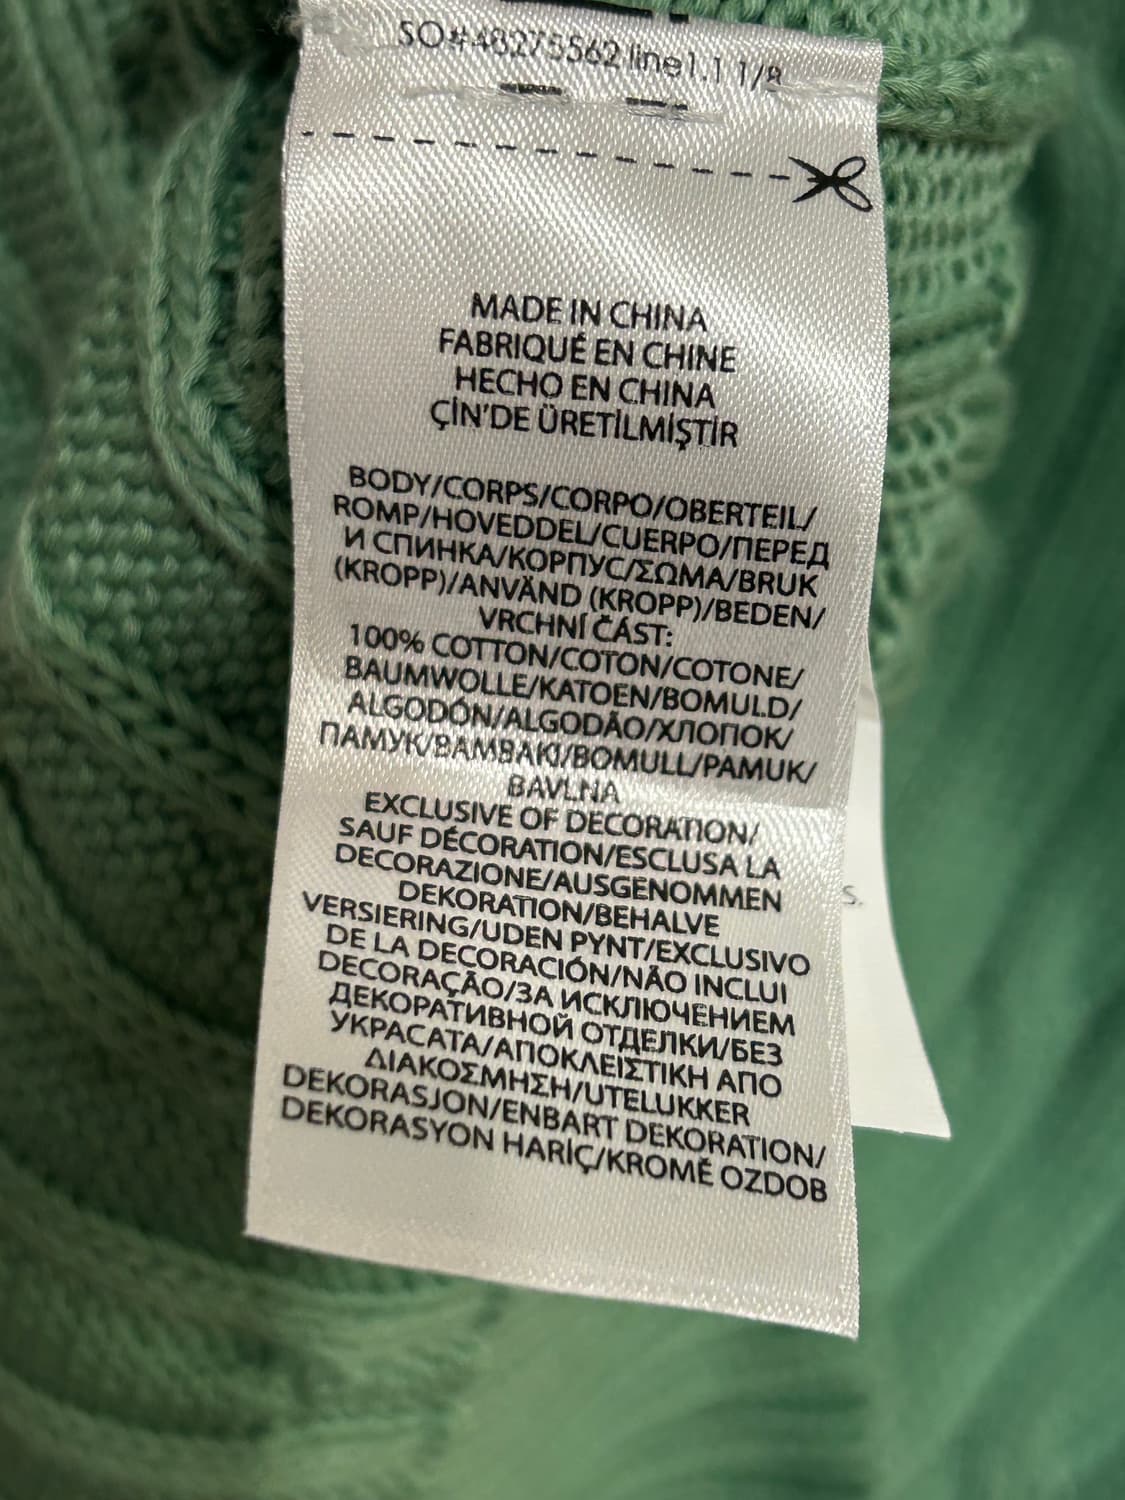 SO#48275562 line1.1 1/8
MADE IN CHINA
FABRIQUÉ EN CHINE
HECHO EN CHINA
ÇİN'DE ÜRETİLMİŞTİR
BODY/CORPS/CORPO/OBERTEIL/
ROMP/HOVEDDEL/CUERPO/ПЕРЕД
И СПИНКА/КОРПУС/ΣΩΜΑ/BRUK
(KROPP)/ANVÄND (KROPP)/BEDEN/
VRCHNÍ ČÁST:
100% COTTON/COTON/COTONE/
BAUMWOLLE/KATOEN/BOMULD/
ALGODÓN/ALGODÃO/ХЛОПОК/
ПАМУК/ΒΑΜΒΑΚΙ/BOMULL/PAMUK/
BAVLNA
EXCLUSIVE OF DECORATION/
SAUF DÉCORATION/ESCLUSA LA
DECORAZIONE/AUSGENOMMEN
DEKORATION/BEHALVE
VERSIERING/UDEN PYNT/EXCLUSIVO
DE LA DECORACIÓN/NÃO INCLUI
DECORAÇÃO/ЗА ИСКЛЮЧЕНИЕМ
ДЕКОРАТИВНОЙ ОТДЕЛКИ/БЕЗ
УКРАСАТА/ΑΠΟΚΛΕΙΣΤΙΚΗ ΑΠΟ
ΔΙΑΚΟΣΜΗΣΗ/UTELUKKER
DEKORASJON/ENBART DEKORATION/
DEKORASYON HARİÇ/KROMĚ OZDOB
s.